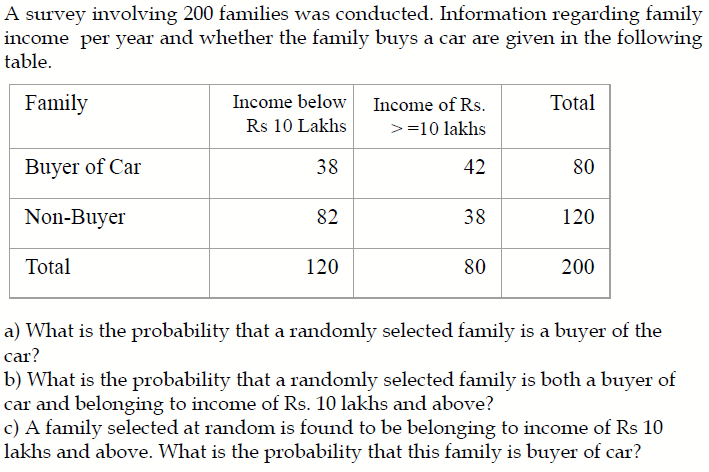 A survey involving 200 families was conducted. Information regarding family
income per year and whether the family buys a car are given in the following
table.
Family Income below Rs 10 Lakhs Income of Rs. > =10 lakhs Total
Buyer of Car 38 42 80
Non-Buyer 82 38 120
Total 120 80 200
a) What is the probability that a randomly selected family is a buyer of the
car?
b) What is the probability that a randomly selected family is both a buyer of
car and belonging to income of Rs. 10 lakhs and above?
c) A family selected at random is found to be belonging to income of Rs 10
lakhs and above. What is the probability that this family is buyer of car?